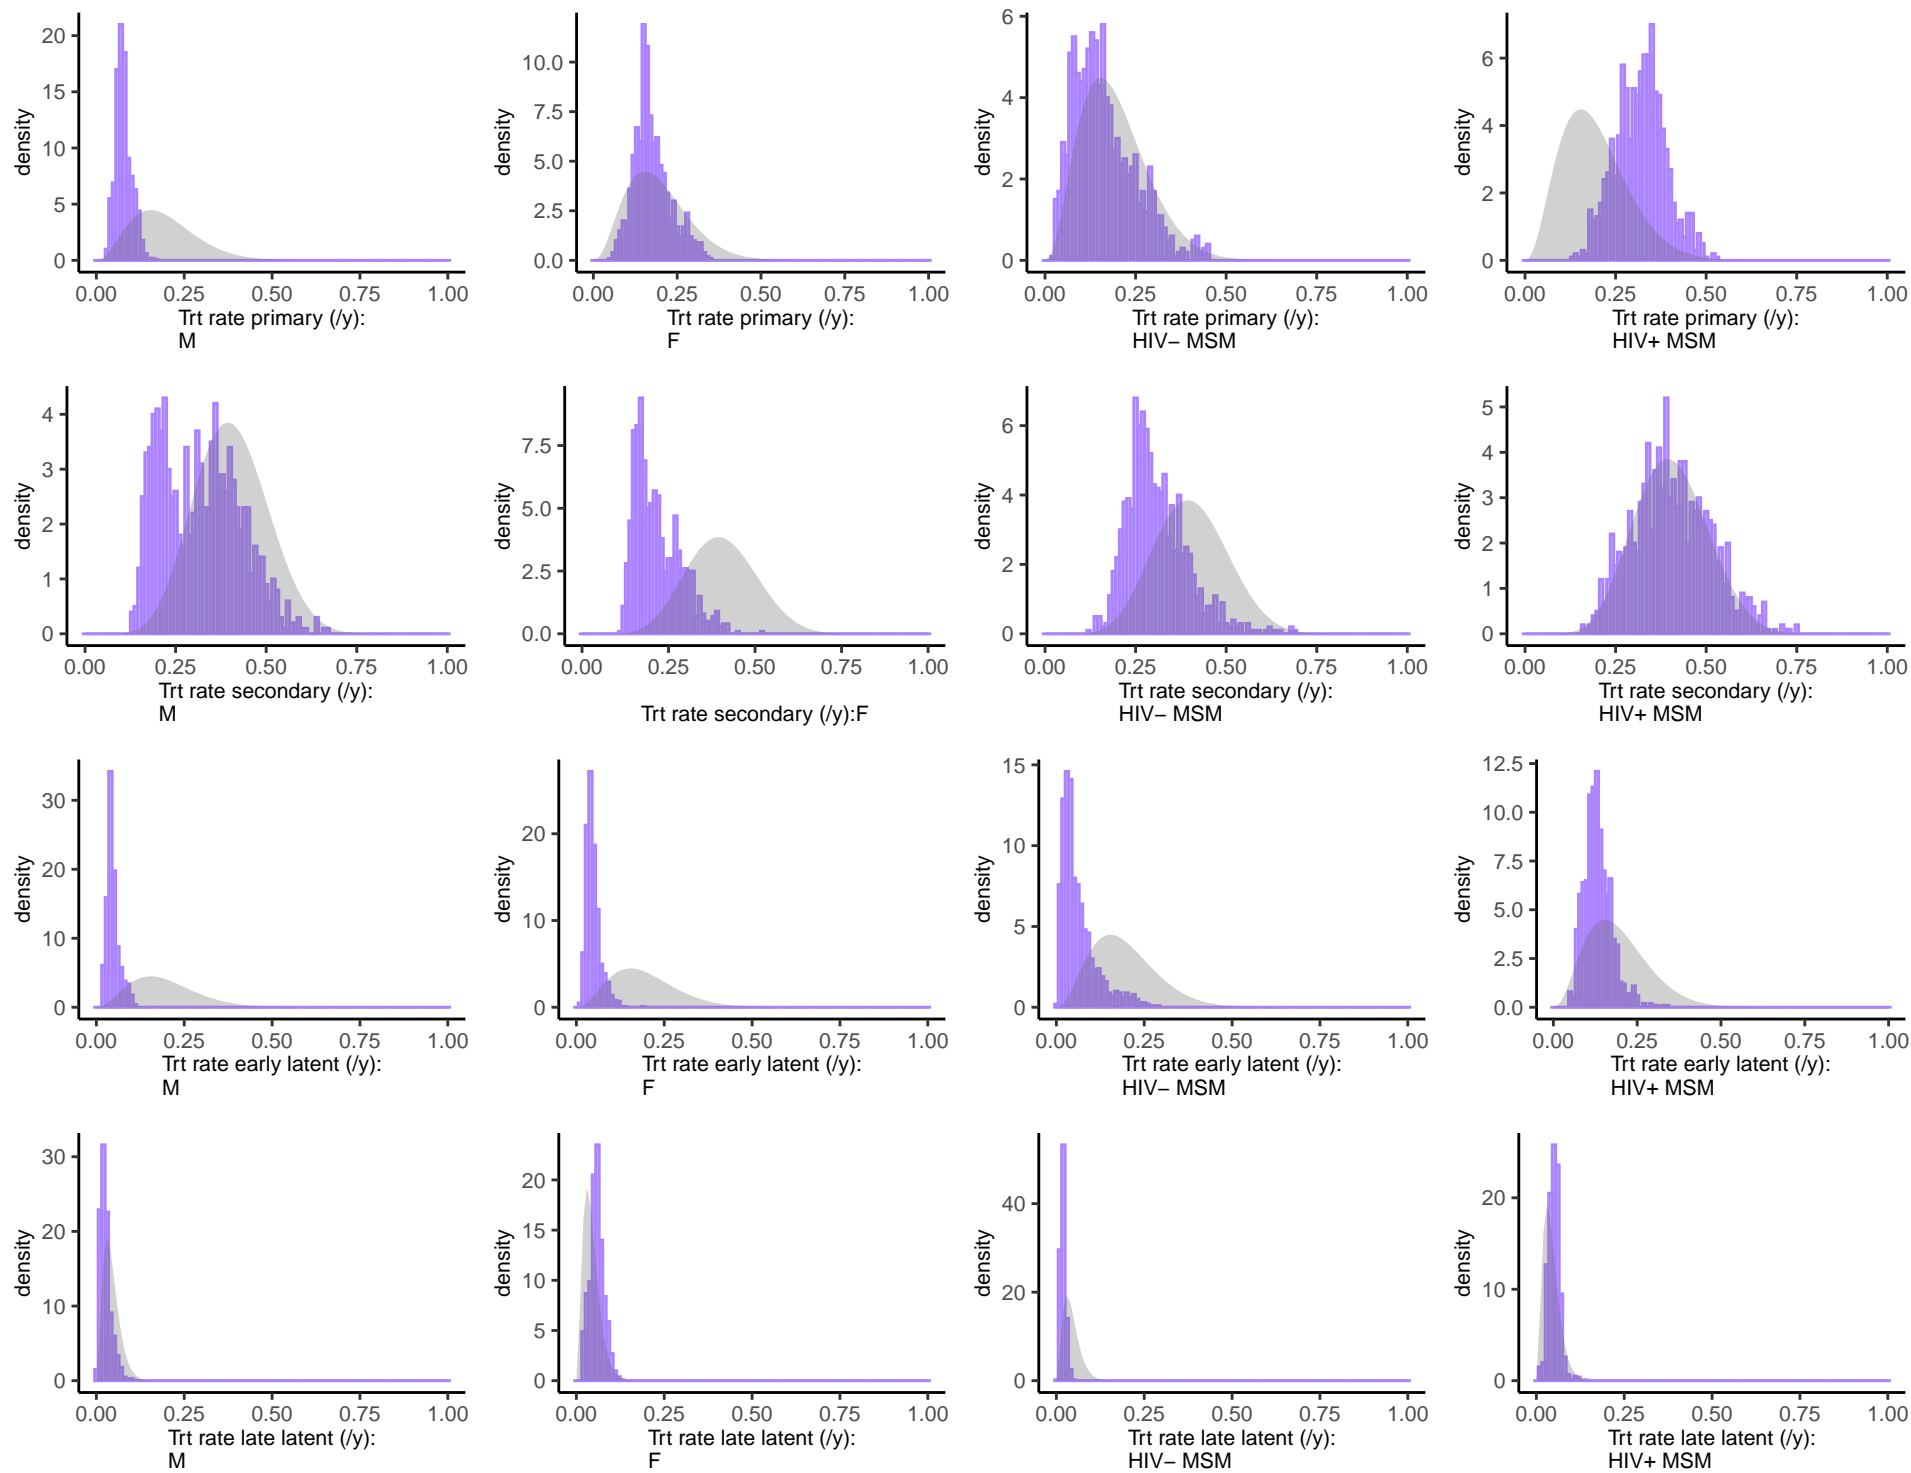 density
20
15
10
5
0
0.00 0.25 0.50 0.75 1.00
Trt rate primary (/y):
M
density
10.0
7.5
5.0
2.5
0.0
0.00 0.25 0.50 0.75 1.00
Trt rate primary (/y):
F
density
6
4
2
0
0.00 0.25 0.50 0.75 1.00
Trt rate primary (/y):
HIV− MSM
density
6
4
2
0
0.00 0.25 0.50 0.75 1.00
Trt rate primary (/y):
HIV+ MSM
density
4
3
2
1
0
0.00 0.25 0.50 0.75 1.00
Trt rate secondary (/y):
M
density
7.5
5.0
2.5
0.0
0.00 0.25 0.50 0.75 1.00
Trt rate secondary (/y):F
density
6
4
2
0
0.00 0.25 0.50 0.75 1.00
Trt rate secondary (/y):
HIV− MSM
density
5
4
3
2
1
0
0.00 0.25 0.50 0.75 1.00
Trt rate secondary (/y):
HIV+ MSM
density
30
20
10
0
0.00 0.25 0.50 0.75 1.00
Trt rate early latent (/y):
M
density
20
10
0
0.00 0.25 0.50 0.75 1.00
Trt rate early latent (/y):
F
density
15
10
5
0
0.00 0.25 0.50 0.75 1.00
Trt rate early latent (/y):
HIV− MSM
density
12.5
10.0
7.5
5.0
2.5
0.0
0.00 0.25 0.50 0.75 1.00
Trt rate early latent (/y):
HIV+ MSM
density
30
20
10
0
0.00 0.25 0.50 0.75 1.00
Trt rate late latent (/y):
M
density
20
15
10
5
0
0.00 0.25 0.50 0.75 1.00
Trt rate late latent (/y):
F
density
40
20
0
0.00 0.25 0.50 0.75 1.00
Trt rate late latent (/y):
HIV− MSM
density
20
10
0
0.00 0.25 0.50 0.75 1.00
Trt rate late latent (/y):
HIV+ MSM